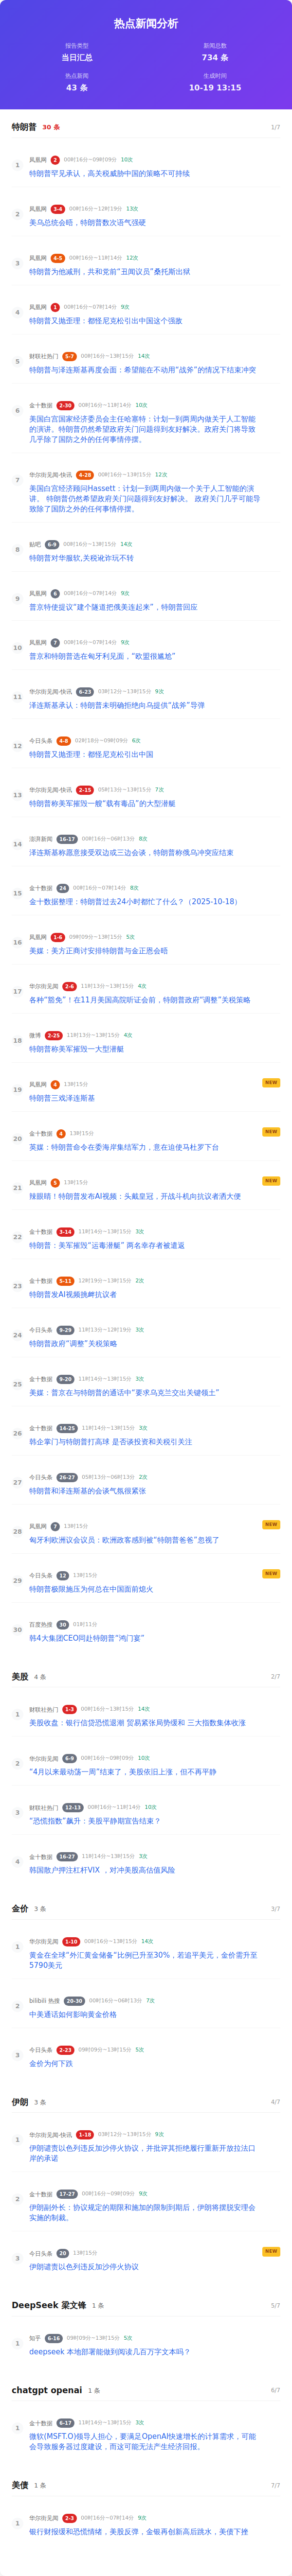 热点新闻分析
报告类型
当日汇总
新闻总数
734 条
热点新闻
43 条
生成时间
10-19 13:15
特朗普 30 条 1/7
1
凤凰网 2 00时16分~09时09分 10次
特朗普罕见承认，高关税威胁中国的政策不可持续
2
凤凰网 3-4 00时16分~12时19分 13次
美乌总统会晤，特朗普数次语气强硬
3
凤凰网 4-5 00时16分~11时14分 12次
特朗普为他减刑，共和党前“丑闻议员”桑托斯出狱
4
凤凰网 1 00时16分~07时14分 9次
特朗普又抛歪理：都怪尼克松引出中国这个强敌
5
财联社热门 5-7 00时16分~13时15分 14次
特朗普与泽连斯基再度会面：希望能在不动用“战斧”的情况下结束冲突
6
金十数据 2-30 00时16分~11时14分 10次
美国白宫国家经济委员会主任哈塞特：计划一到两周内做关于人工智能
的演讲。特朗普仍然希望政府关门问题得到友好解决。政府关门将导致
几乎除了国防之外的任何事情停摆。
7
华尔街见闻-快讯 4-28 00时16分~13时15分 12次
美国白宫经济顾问Hassett：计划一到两周内做一个关于人工智能的演
讲。 特朗普仍然希望政府关门问题得到友好解决。 政府关门几乎可能导
致除了国防之外的任何事情停摆。
8
贴吧 6-9 00时16分~13时15分 14次
特朗普对华服软,关税讹诈玩不转
9
凤凰网 6 00时16分~07时14分 9次
普京特使提议“建个隧道把俄美连起来”，特朗普回应
10
凤凰网 7 00时16分~07时14分 9次
普京和特朗普选在匈牙利见面，“欧盟很尴尬”
11
华尔街见闻-快讯 6-23 03时12分~13时15分 9次
泽连斯基承认：特朗普未明确拒绝向乌提供“战斧”导弹
12
今日头条 4-8 02时18分~09时09分 6次
特朗普又抛歪理：都怪尼克松引出中国
13
华尔街见闻-快讯 2-15 05时13分~13时15分 7次
特朗普称美军摧毁一艘“载有毒品”的大型潜艇
14
澎湃新闻 16-17 00时16分~06时13分 8次
泽连斯基称愿意接受双边或三边会谈，特朗普称俄乌冲突应结束
15
金十数据 24 00时16分~07时14分 8次
金十数据整理：特朗普过去24小时都忙了什么？（2025-10-18）
16
凤凰网 1-6 09时09分~13时15分 5次
美媒：美方正商讨安排特朗普与金正恩会晤
17
华尔街见闻 2-6 11时13分~13时15分 4次
各种“豁免”！在11月美国高院听证会前，特朗普政府“调整”关税策略
18
微博 2-25 11时13分~13时15分 4次
特朗普称美军摧毁一大型潜艇
19
凤凰网 4 13时15分 NEW
特朗普三戏泽连斯基
20
金十数据 4 13时15分 NEW
英媒：特朗普命令在委海岸集结军力，意在迫使马杜罗下台
21
凤凰网 5 13时15分 NEW
辣眼睛！特朗普发布AI视频：头戴皇冠，开战斗机向抗议者洒大便
22
金十数据 3-14 11时14分~13时15分 3次
特朗普：美军摧毁“运毒潜艇” 两名幸存者被遣返
23
金十数据 5-11 12时19分~13时15分 2次
特朗普发AI视频挑衅抗议者
24
今日头条 9-29 11时13分~12时19分 3次
特朗普政府“调整”关税策略
25
金十数据 9-20 11时14分~13时15分 3次
美媒：普京在与特朗普的通话中“要求乌克兰交出关键领土”
26
金十数据 14-25 11时14分~13时15分 3次
韩企掌门与特朗普打高球 是否谈投资和关税引关注
27
今日头条 26-27 05时13分~06时13分 2次
特朗普和泽连斯基的会谈气氛很紧张
28
凤凰网 7 13时15分 NEW
匈牙利欧洲议会议员：欧洲政客感到被“特朗普爸爸”忽视了
29
今日头条 12 13时15分 NEW
特朗普极限施压为何总在中国面前熄火
30
百度热搜 30 01时11分
韩4大集团CEO同赴特朗普“鸿门宴”
美股 4 条 2/7
1
财联社热门 1-3 00时16分~13时15分 14次
美股收盘：银行信贷恐慌退潮 贸易紧张局势缓和 三大指数集体收涨
2
华尔街见闻 6-9 00时16分~09时09分 10次
“4月以来最动荡一周”结束了，美股依旧上涨，但不再平静
3
财联社热门 12-13 00时16分~11时14分 10次
“恐慌指数”飙升：美股平静期宣告结束？
4
金十数据 16-27 11时14分~13时15分 3次
韩国散户押注杠杆VIX ，对冲美股高估值风险
金价 3 条 3/7
1
华尔街见闻 1-10 00时16分~13时15分 14次
黄金在全球“外汇黄金储备”比例已升至30%，若追平美元，金价需升至
5790美元
2
bilibili 热搜 20-30 00时16分~06时13分 7次
中美通话如何影响黄金价格
3
今日头条 2-23 09时09分~13时15分 5次
金价为何下跌
伊朗 3 条 4/7
1
华尔街见闻-快讯 1-18 03时12分~13时15分 9次
伊朗谴责以色列违反加沙停火协议，并批评其拒绝履行重新开放拉法口
岸的承诺
2
金十数据 17-27 00时16分~09时09分 9次
伊朗副外长：协议规定的期限和施加的限制到期后，伊朗将摆脱安理会
实施的制裁。
3
今日头条 20 13时15分 NEW
伊朗谴责以色列违反加沙停火协议
DeepSeek 梁文锋 1 条 5/7
1
知乎 6-16 09时09分~13时15分 5次
deepseek 本地部署能做到阅读几百万字文本吗？
chatgpt openai 1 条 6/7
1
金十数据 6-17 11时14分~13时15分 3次
微软(MSFT.O)领导人担心，要满足OpenAI快速增长的计算需求，可能
会导致服务器过度建设，而这可能无法产生经济回报。
美债 1 条 7/7
1
华尔街见闻 2-3 00时16分~07时14分 9次
银行财报缓和恐慌情绪，美股反弹，金银再创新高后跳水，美债下挫